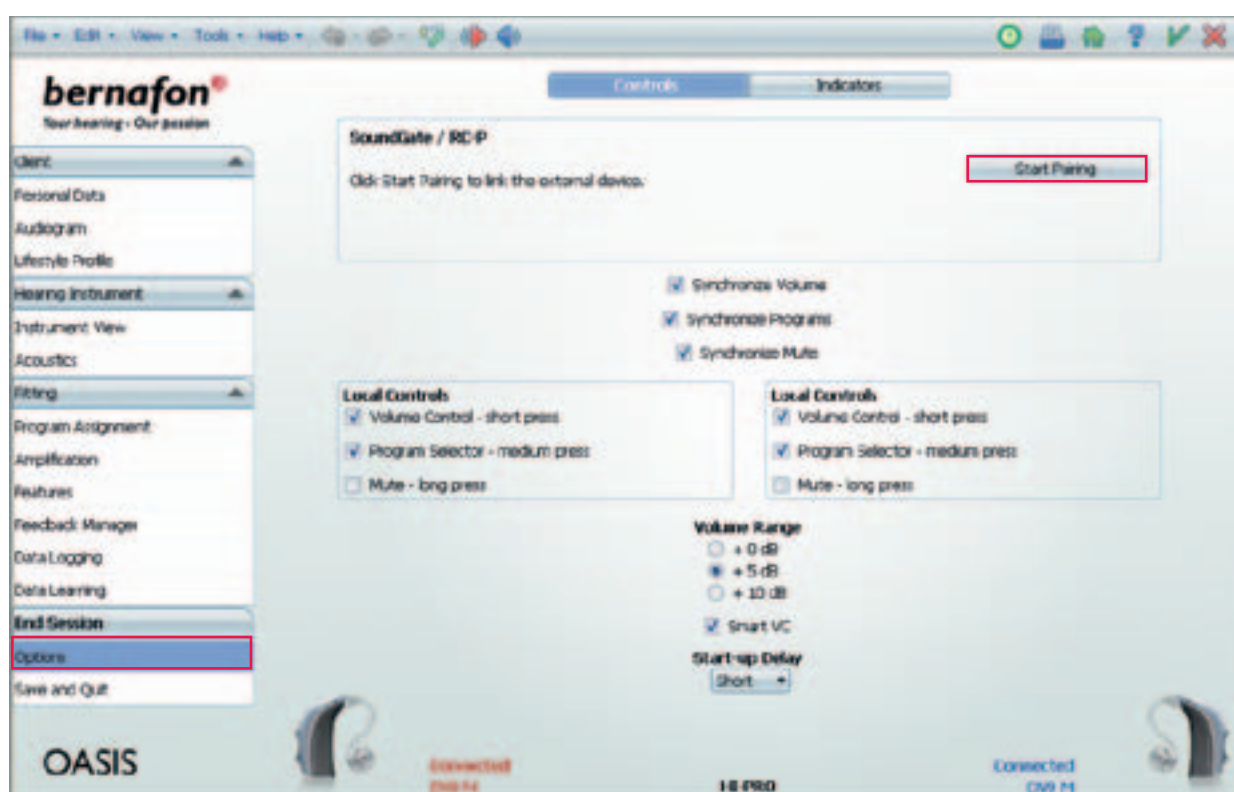 File Edit View Tools Help
bernafon
Your hearing · Our passion
Controls Indicators
SoundGate / RC-P
Click Start Pairing to link the external device.
Start Pairing
Client
Personal Data
Audiogram
Lifestyle Profile
Hearing Instrument
Instrument View
Acoustics
Fitting
Program Assignment
Amplification
Features
Feedback Manager
Data Logging
Data Learning
End Session
Options
Save and Quit
OASIS
Synchronize Volume
Synchronize Programs
Synchronize Mute
Local Controls
Volume Control - short press
Program Selector - medium press
Mute - long press
Local Controls
Volume Control - short press
Program Selector - medium press
Mute - long press
Volume Range
+ 0 dB
+ 5 dB
+ 10 dB
Smart VC
Start-up Delay
Short
Connected
HI-PRO
Connected